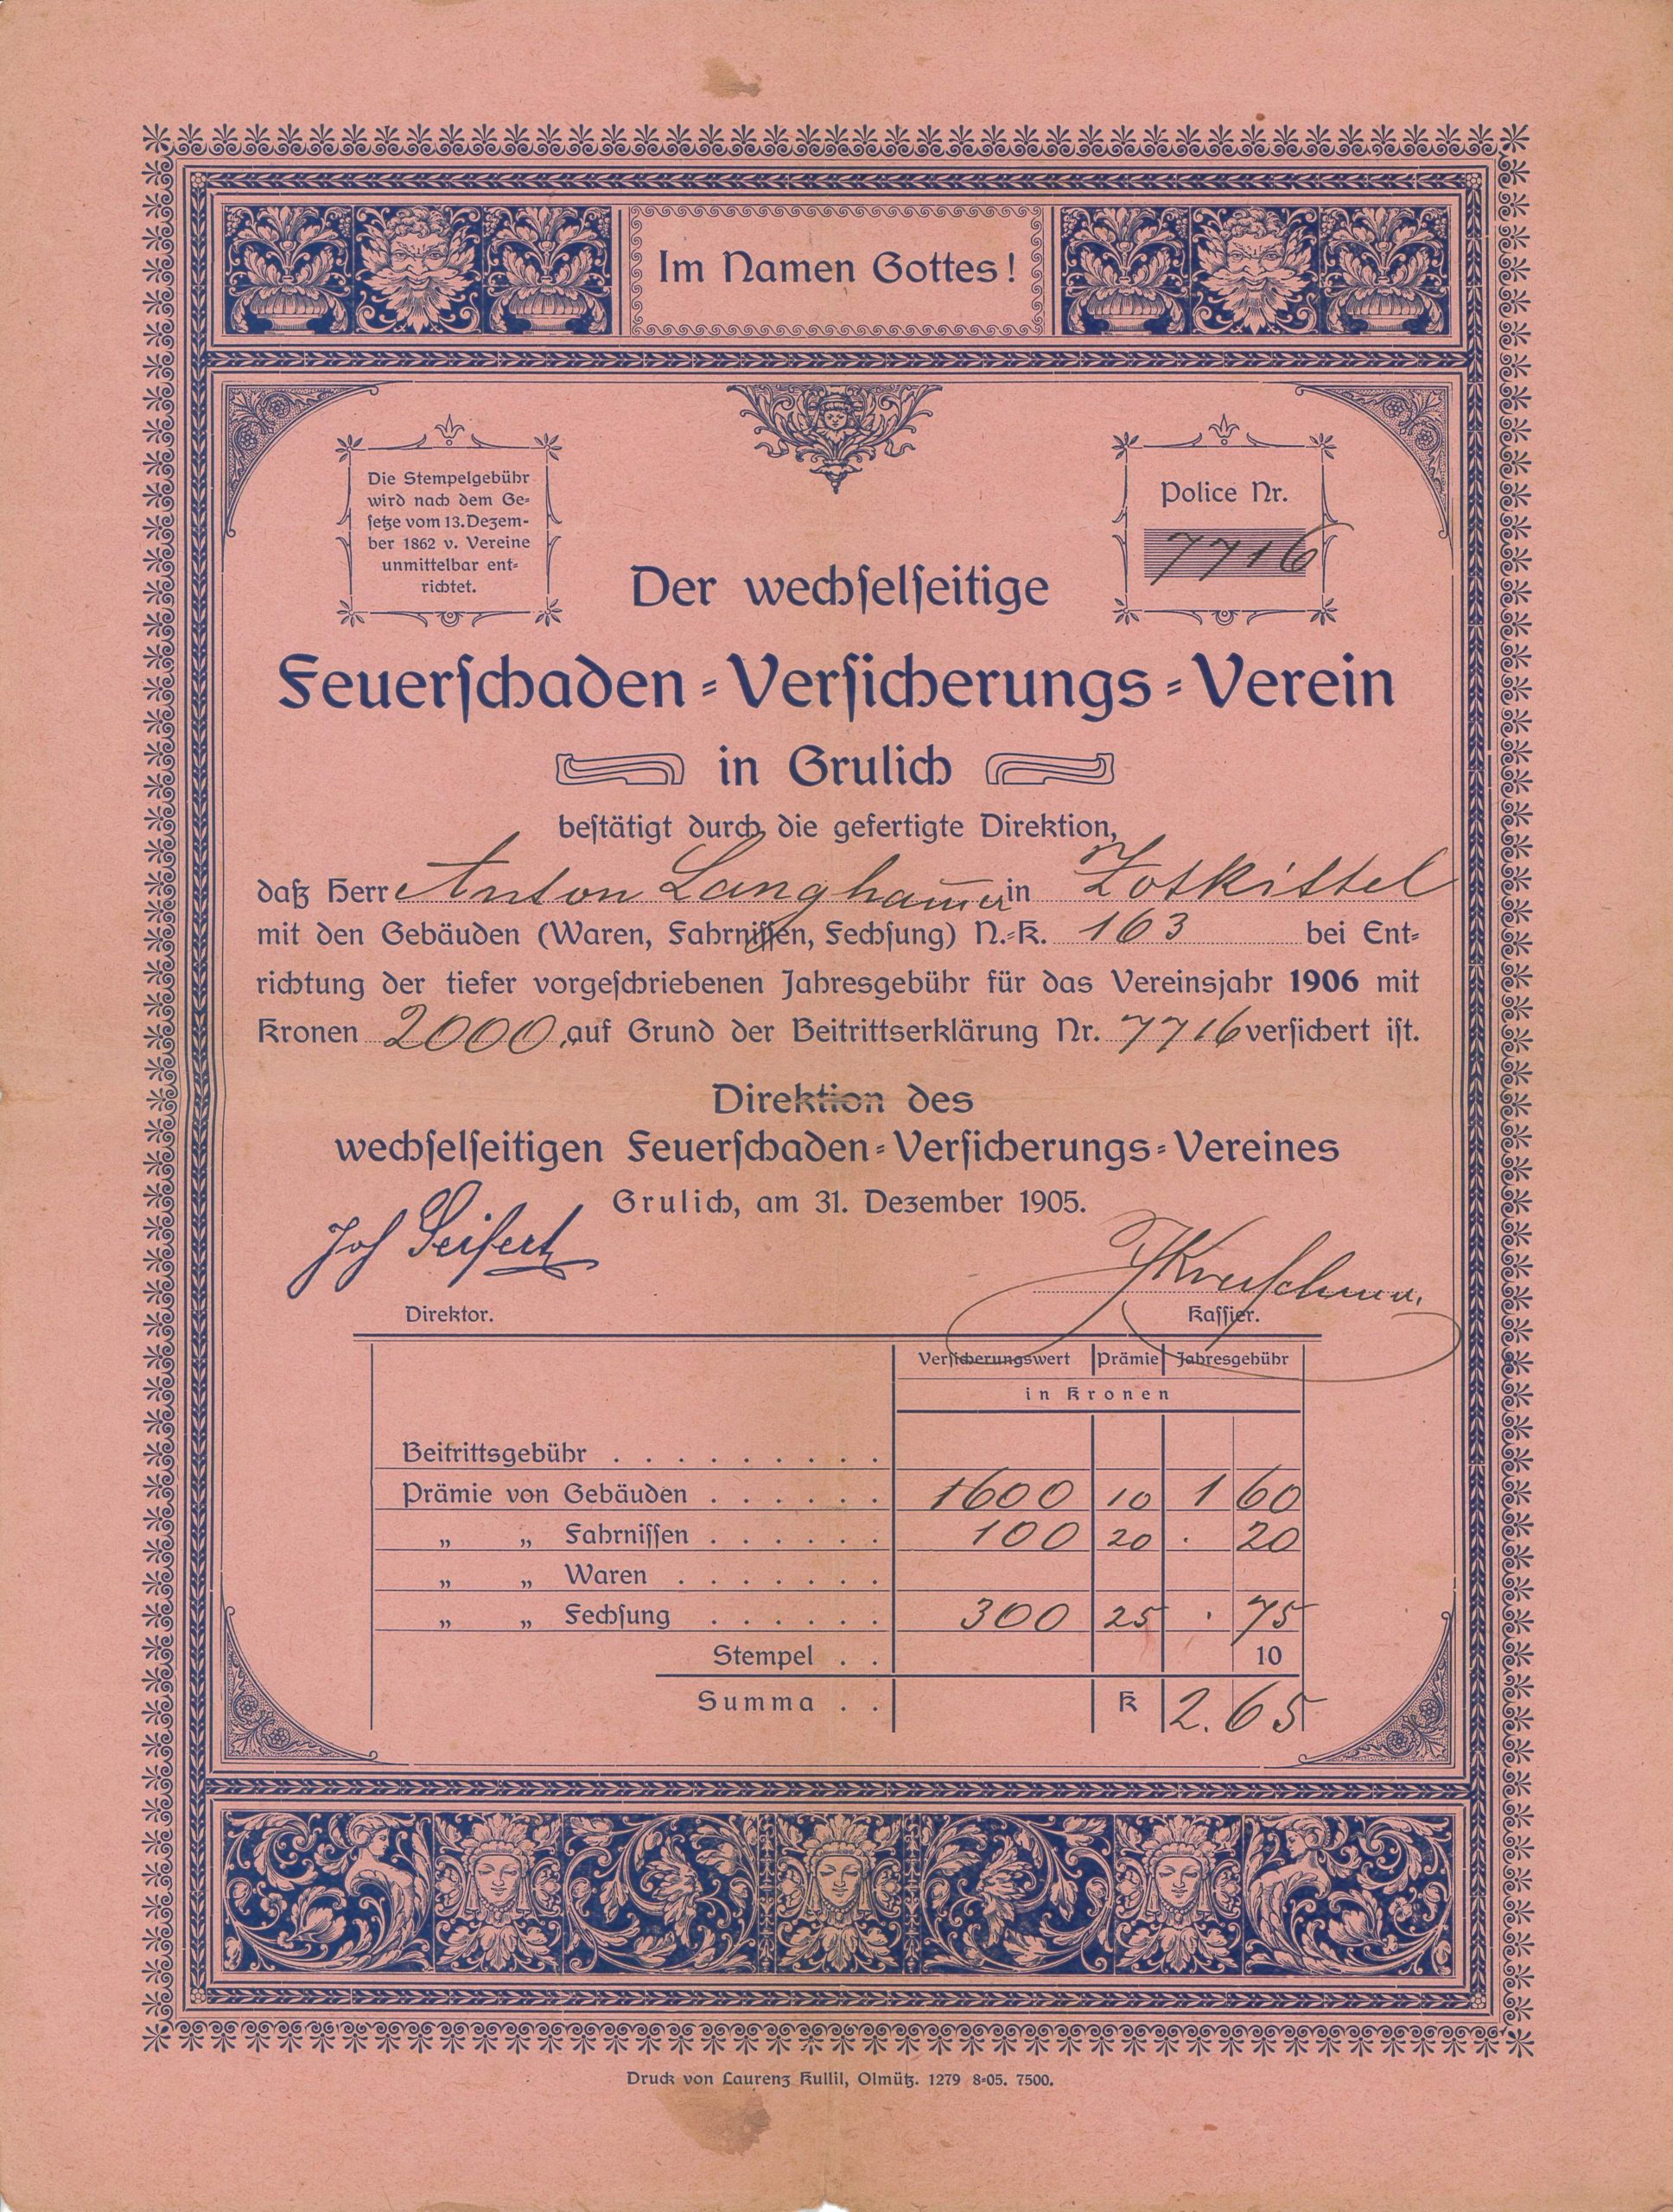 Im Namen Gottes!
Die Stempelgebühr
wird nach dem Ge-
ſetze vom 13. Dezem-
ber 1862 v. Vereine
unmittelbar ent-
richtet.
Police Nr.
7716
Der wechſelſeitige
Feuerſchaden-Verſicherungs-Verein
in Grulich
beſtätigt durch die gefertigte Direktion,
daß Herr Anton Langhammer in Zotkittel
mit den Gebäuden (Waren, Fahrniſſen, Fechſung) N.-K. 163 bei Ent-
richtung der tiefer vorgeſchriebenen Jahresgebühr für das Vereinsjahr 1906 mit
Kronen 2000 auf Grund der Beitrittserklärung Nr. 7716 verſichert iſt.
Direktion des
wechſelſeitigen Feuerſchaden-Verſicherungs-Vereines
Grulich, am 31. Dezember 1905.
Jos Seifert
Direktor.
Kaſſier.
Verſicherungswert Prämie Jahresgebühr
in Kronen
Beitrittsgebühr . . . . . . . . .
Prämie von Gebäuden . . . . . . 1600 10 1 60
„ „ Fahrniſſen . . . . . . 100 20 · 20
„ „ Waren . . . . . . .
„ „ Fechſung . . . . . . 300 25 · 75
Stempel . . 10
Summa . . K 2.65
Druck von Laurenz Kullil, Olmütz. 1279 8-05. 7500.